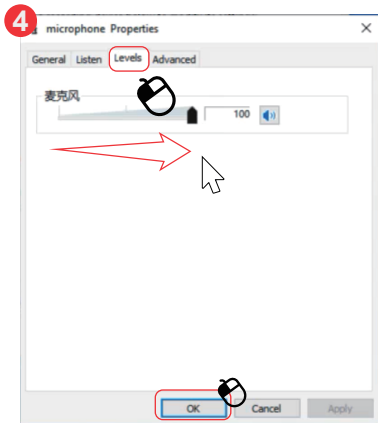 4
microphone Properties
General Listen Levels Advanced
麦克风
100
OK Cancel Apply